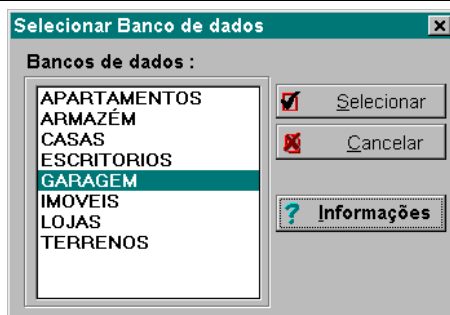 Selecionar Banco de dados
Bancos de dados :
APARTAMENTOS
ARMAZÉM
CASAS
ESCRITORIOS
GARAGEM
IMOVEIS
LOJAS
TERRENOS
Selecionar
Cancelar
? Informações